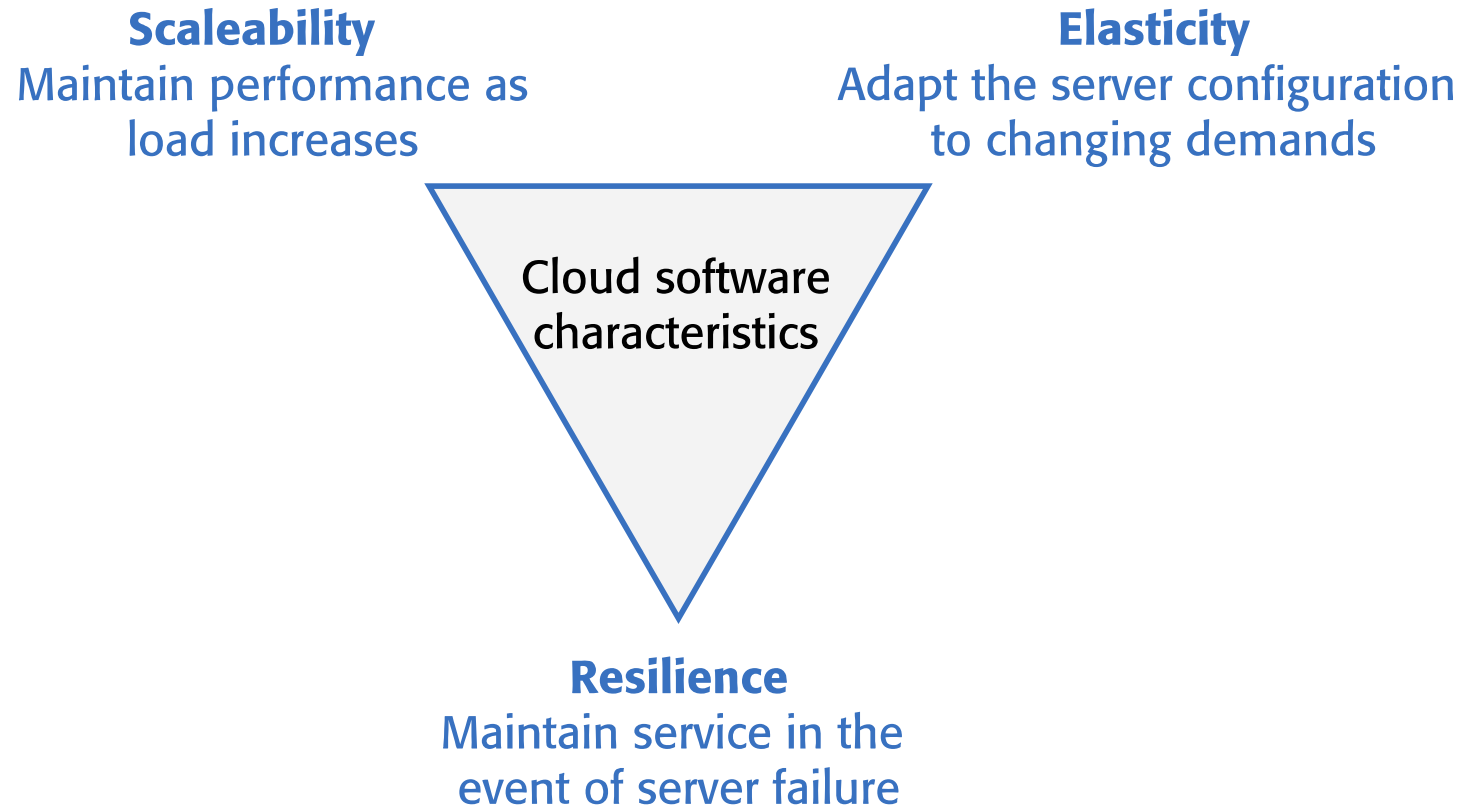 Scaleability
Maintain performance as
load increases
Elasticity
Adapt the server configuration
to changing demands
Cloud software
characteristics
Resilience
Maintain service in the
event of server failure